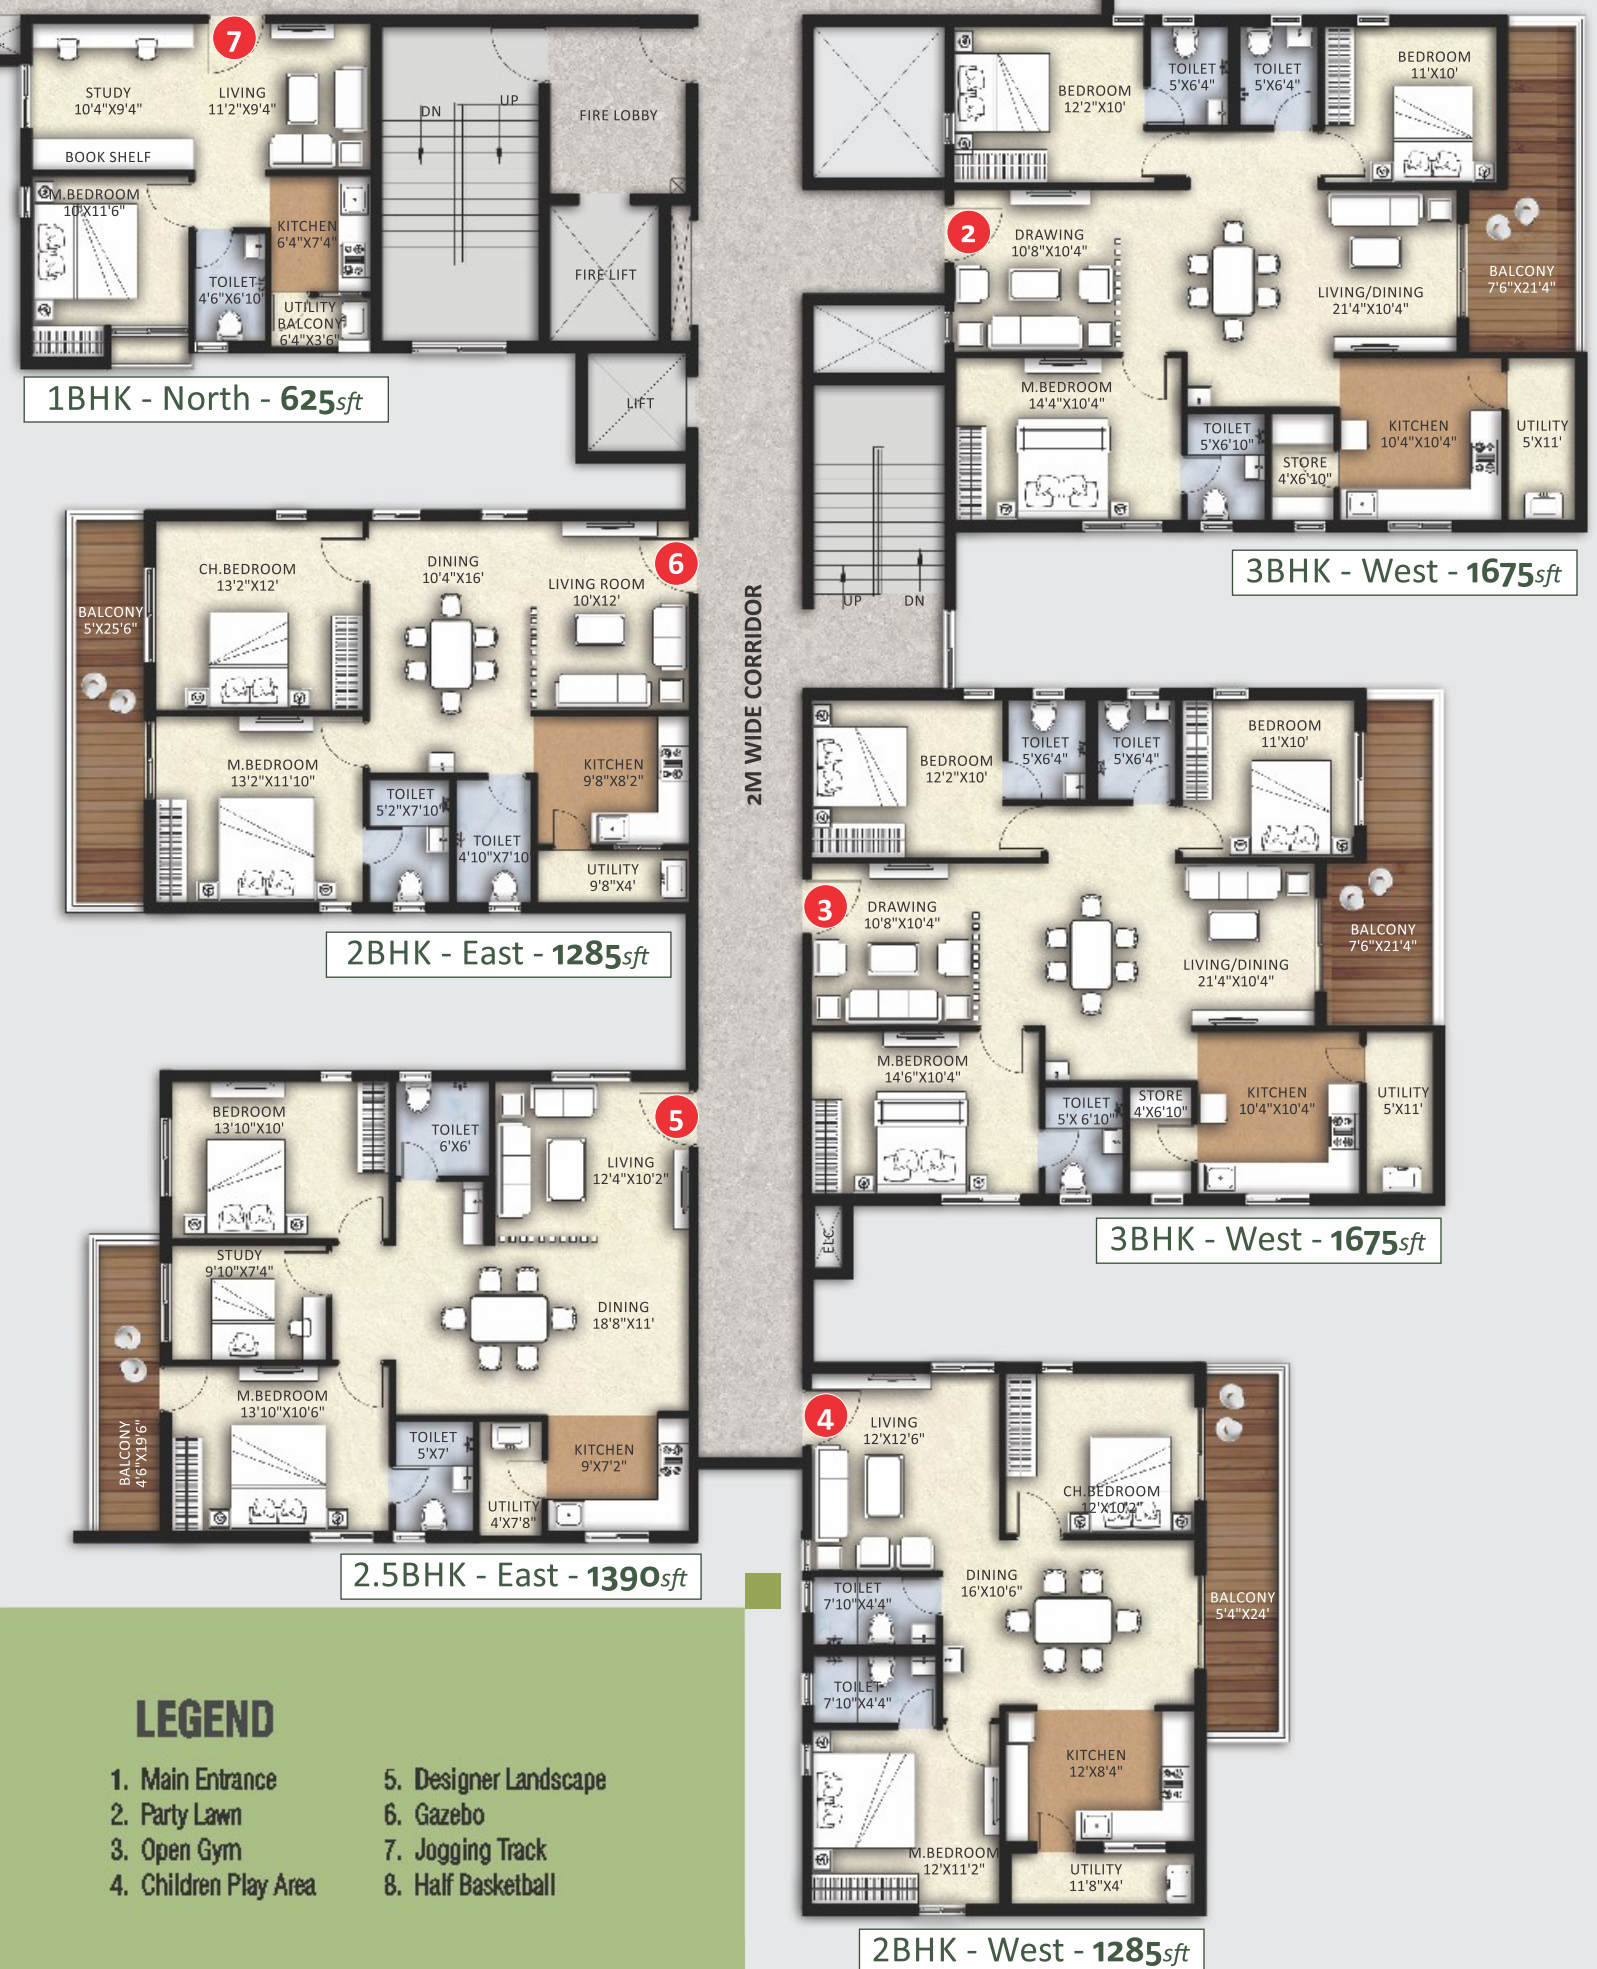 7
STUDY
10'4"X9'4"
LIVING
11'2"X9'4"
BOOK SHELF
M.BEDROOM
10'X11'6"
KITCHEN
6'4"X7'4"
TOILET
4'6"X6'10'
UTILITY
BALCONY
6'4"X3'6"
1BHK - North - 625sft
DN
UP
FIRE LOBBY
FIRE LIFT
LIFT
2M WIDE CORRIDOR
BEDROOM
12'2"X10'
TOILET
5'X6'4"
TOILET
5'X6'4"
BEDROOM
11'X10'
2
DRAWING
10'8"X10'4"
LIVING/DINING
21'4"X10'4"
BALCONY
7'6"X21'4"
M.BEDROOM
14'4"X10'4"
TOILET
5'X6'10"
STORE
4'X6'10"
KITCHEN
10'4"X10'4"
UTILITY
5'X11'
3BHK - West - 1675sft
UP
DN
CH.BEDROOM
13'2"X12'
DINING
10'4"X16'
LIVING ROOM
10'X12'
6
BALCONY
5'X25'6"
M.BEDROOM
13'2"X11'10"
TOILET
5'2"X7'10"
TOILET
4'10"X7'10
KITCHEN
9'8"X8'2"
UTILITY
9'8"X4'
2BHK - East - 1285sft
BEDROOM
12'2"X10'
TOILET
5'X6'4"
TOILET
5'X6'4"
BEDROOM
11'X10'
3
DRAWING
10'8"X10'4"
LIVING/DINING
21'4"X10'4"
BALCONY
7'6"X21'4"
M.BEDROOM
14'6"X10'4"
TOILET
5'X 6'10"
STORE
4'X6'10"
KITCHEN
10'4"X10'4"
UTILITY
5'X11'
ELC.
3BHK - West - 1675sft
BEDROOM
13'10"X10'
TOILET
6'X6'
5
LIVING
12'4"X10'2"
STUDY
9'10"X7'4"
DINING
18'8"X11'
BALCONY
4'6"X19'6"
M.BEDROOM
13'10"X10'6"
TOILET
5'X7'
UTILITY
4'X7'8"
KITCHEN
9'X7'2"
2.5BHK - East - 1390sft
4
LIVING
12'X12'6"
CH.BEDROOM
12'X10'2"
DINING
16'X10'6"
TOILET
7'10"X4'4"
TOILET
7'10"X4'4"
BALCONY
5'4"X24'
KITCHEN
12'X8'4"
M.BEDROOM
12'X11'2"
UTILITY
11'8"X4'
2BHK - West - 1285sft
LEGEND
1. Main Entrance
2. Party Lawn
3. Open Gym
4. Children Play Area
5. Designer Landscape
6. Gazebo
7. Jogging Track
8. Half Basketball